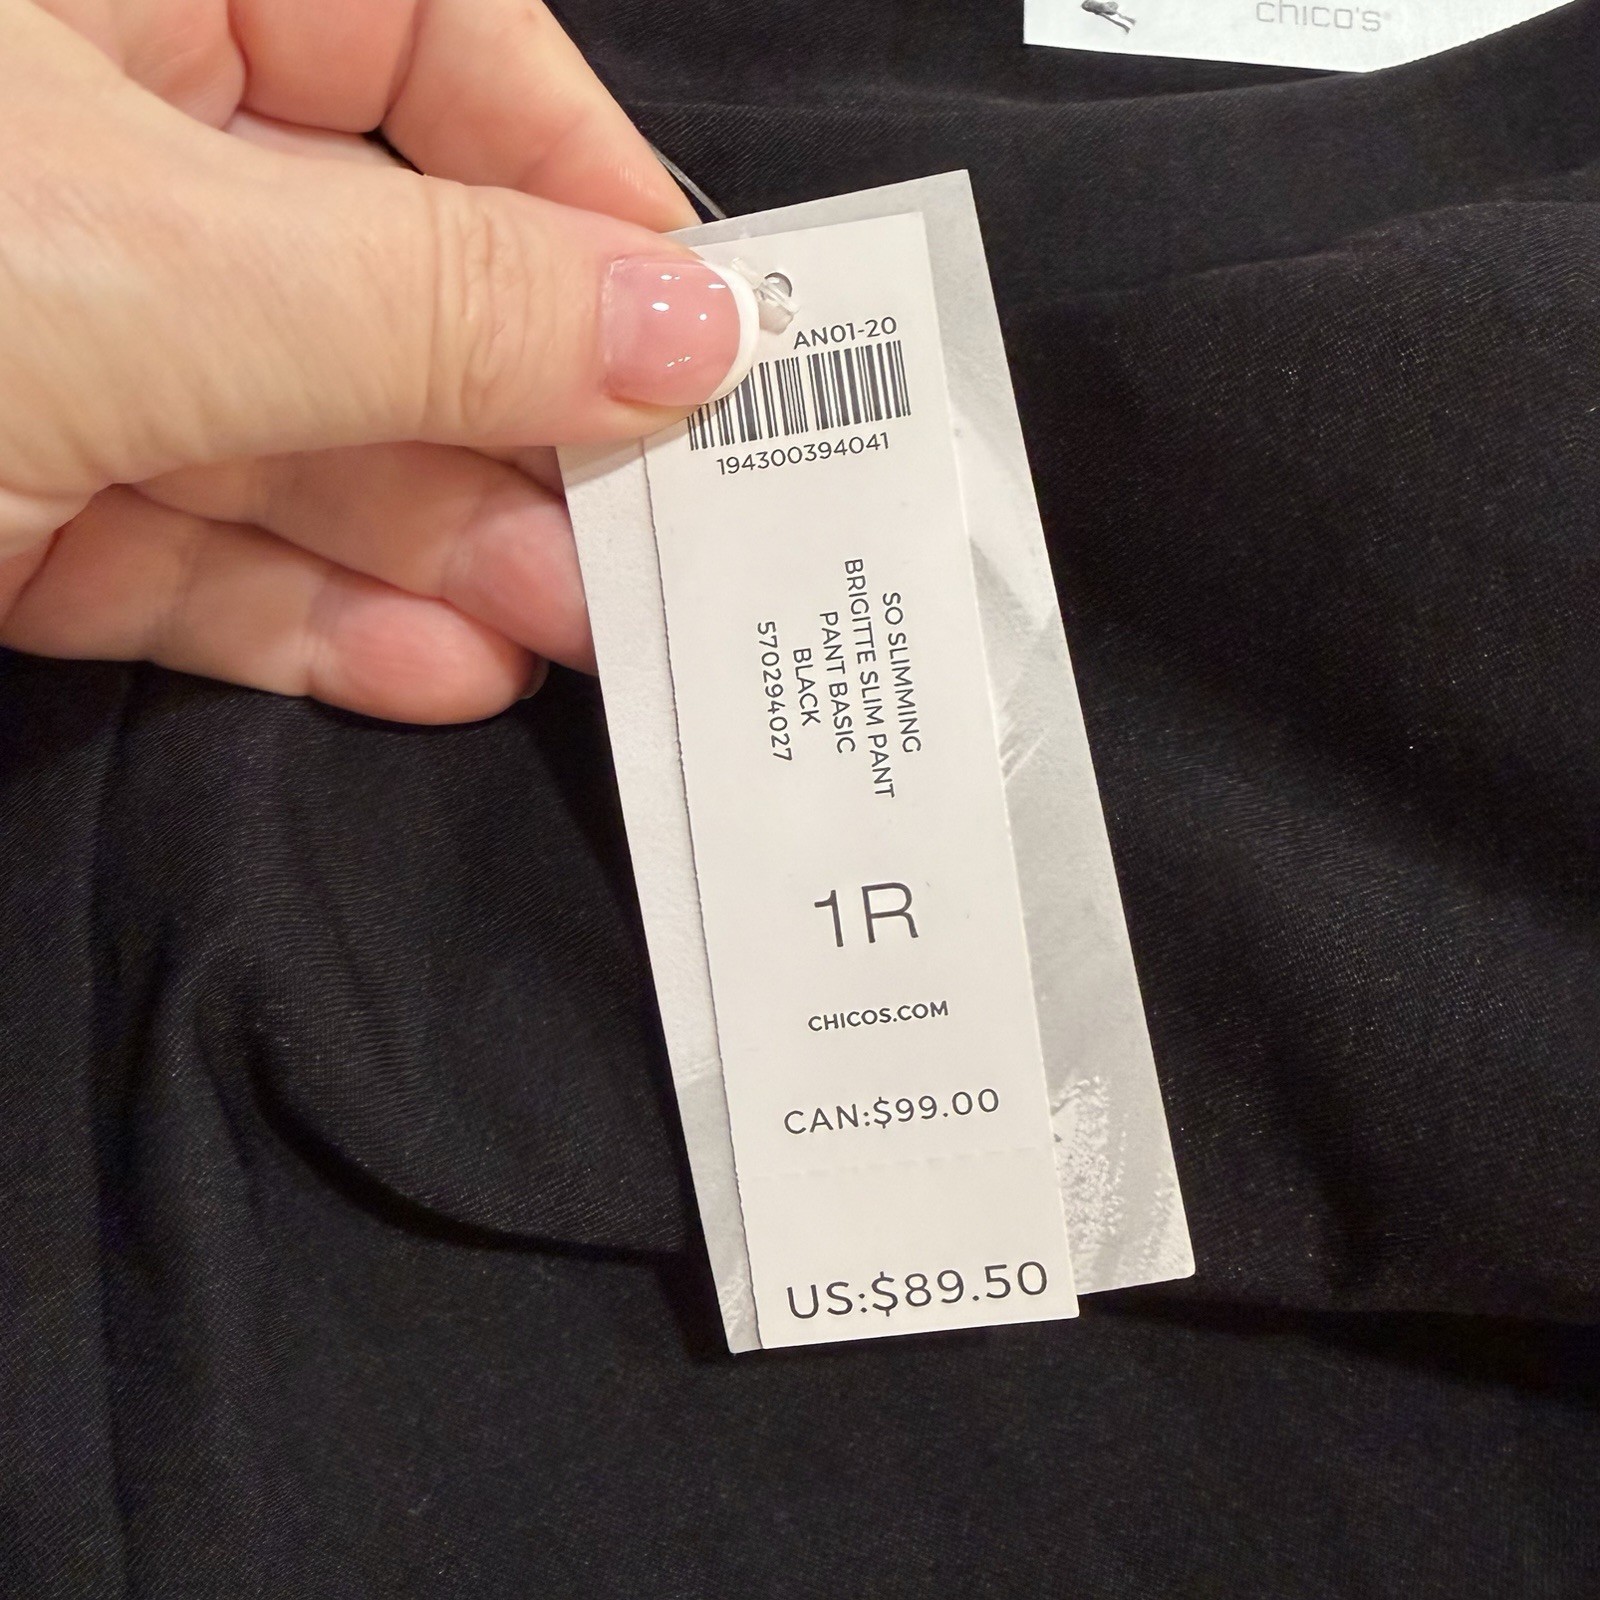 chico's®
AN01-20
194300394041
SO SLIMMING
BRIGITTE SLIM PANT
PANT BASIC
BLACK
570294027
1R
CHICOS.COM
CAN:$99.00
US:$89.50